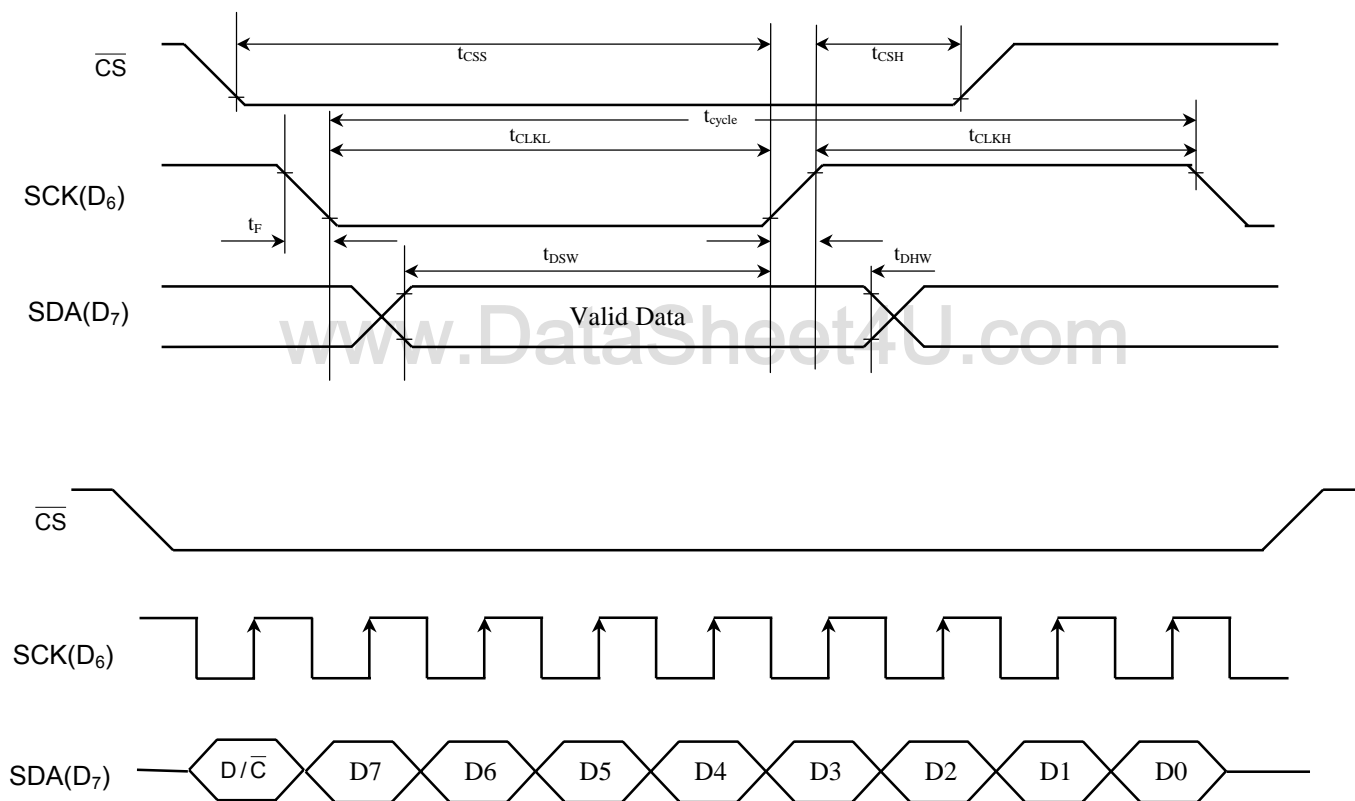 CS
tCSS
tCSH
tcycle
tCLKL
tCLKH
SCK(D6)
tF
tDSW
tDHW
SDA(D7)
Valid Data
www.DataSheet4U.com
CS
SCK(D6)
SDA(D7)
D/C
D7
D6
D5
D4
D3
D2
D1
D0